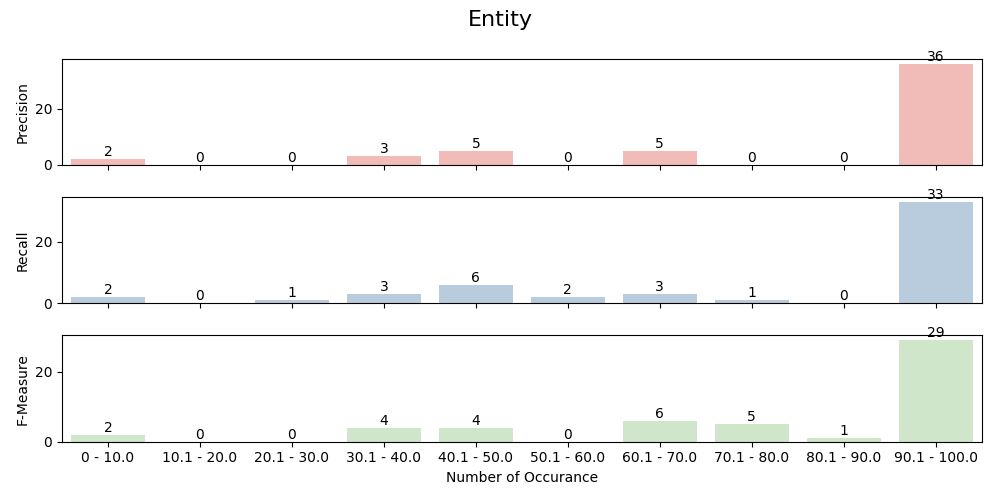 Entity
Precision
20
0
2 0 0 3 5 0 5 0 0 36
Recall
20
0
2 0 1 3 6 2 3 1 0 33
F-Measure
20
0
2 0 0 4 4 0 6 5 1 29
0 - 10.0 10.1 - 20.0 20.1 - 30.0 30.1 - 40.0 40.1 - 50.0 50.1 - 60.0 60.1 - 70.0 70.1 - 80.0 80.1 - 90.0 90.1 - 100.0
Number of Occurance